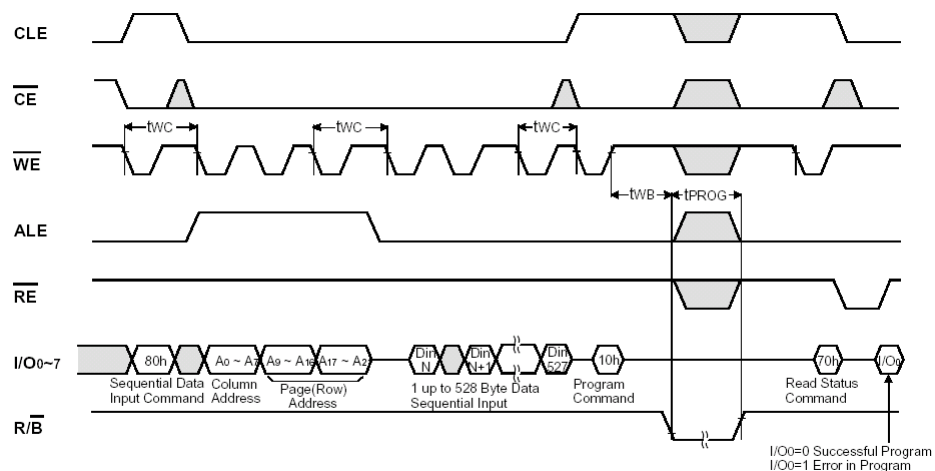 CLE
CE
tWC tWC tWC
WE
tWB tPROG
ALE
RE
I/O0~7 80h A0 ~ A7 A9 ~ A16 A17 ~ A2 Din N Din N+1 Din 527 10h 70h I/O0
Sequential Data Input Command
Column Address
Page(Row) Address
1 up to 528 Byte Data Sequential Input
Program Command
Read Status Command
R/B
I/O0=0 Successful Program
I/O0=1 Error in Program